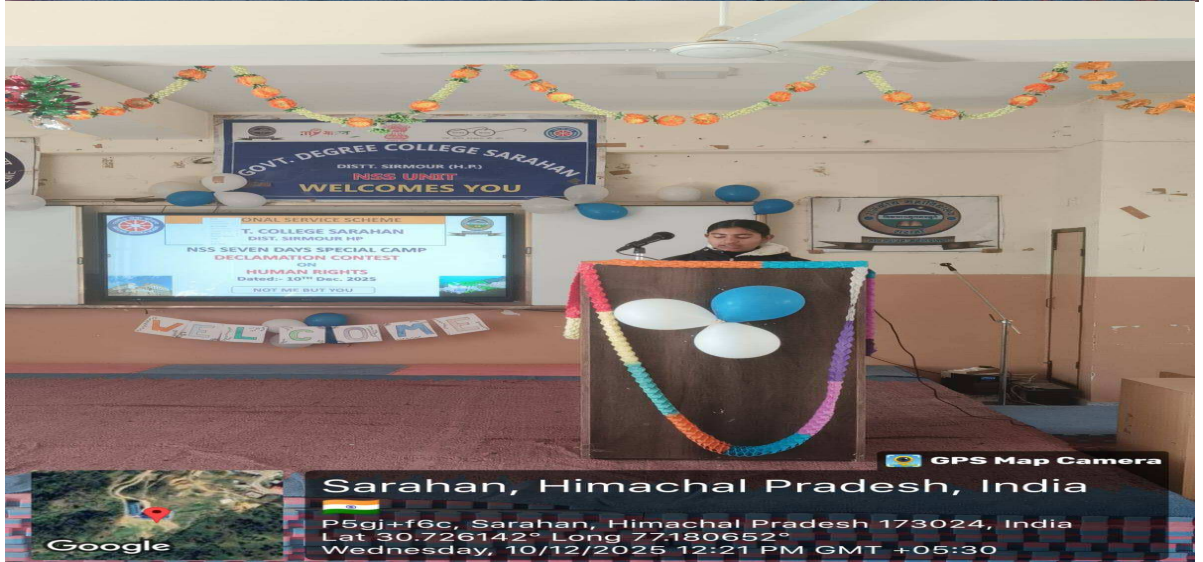 GOVT. DEGREE COLLEGE SARAHAN
DISTT. SIRMOUR (H.P.)
NSS UNIT
WELCOMES YOU
ONAL SERVICE SCHEME
T. COLLEGE SARAHAN
DIST. SIRMOUR HP
NSS SEVEN DAYS SPECIAL CAMP
DECLAMATION CONTEST
ON
HUMAN RIGHTS
Dated:- 10TH Dec. 2025
NOT ME BUT YOU
WELCOME
GPS Map Camera
Sarahan, Himachal Pradesh, India
P5gj+f6c, Sarahan, Himachal Pradesh 173024, India
Lat 30.726142° Long 77.180652°
Wednesday, 10/12/2025 12:21 PM GMT +05:30
Google